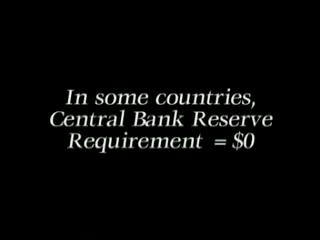 In some countries,
Central Bank Reserve
Requirement = $0